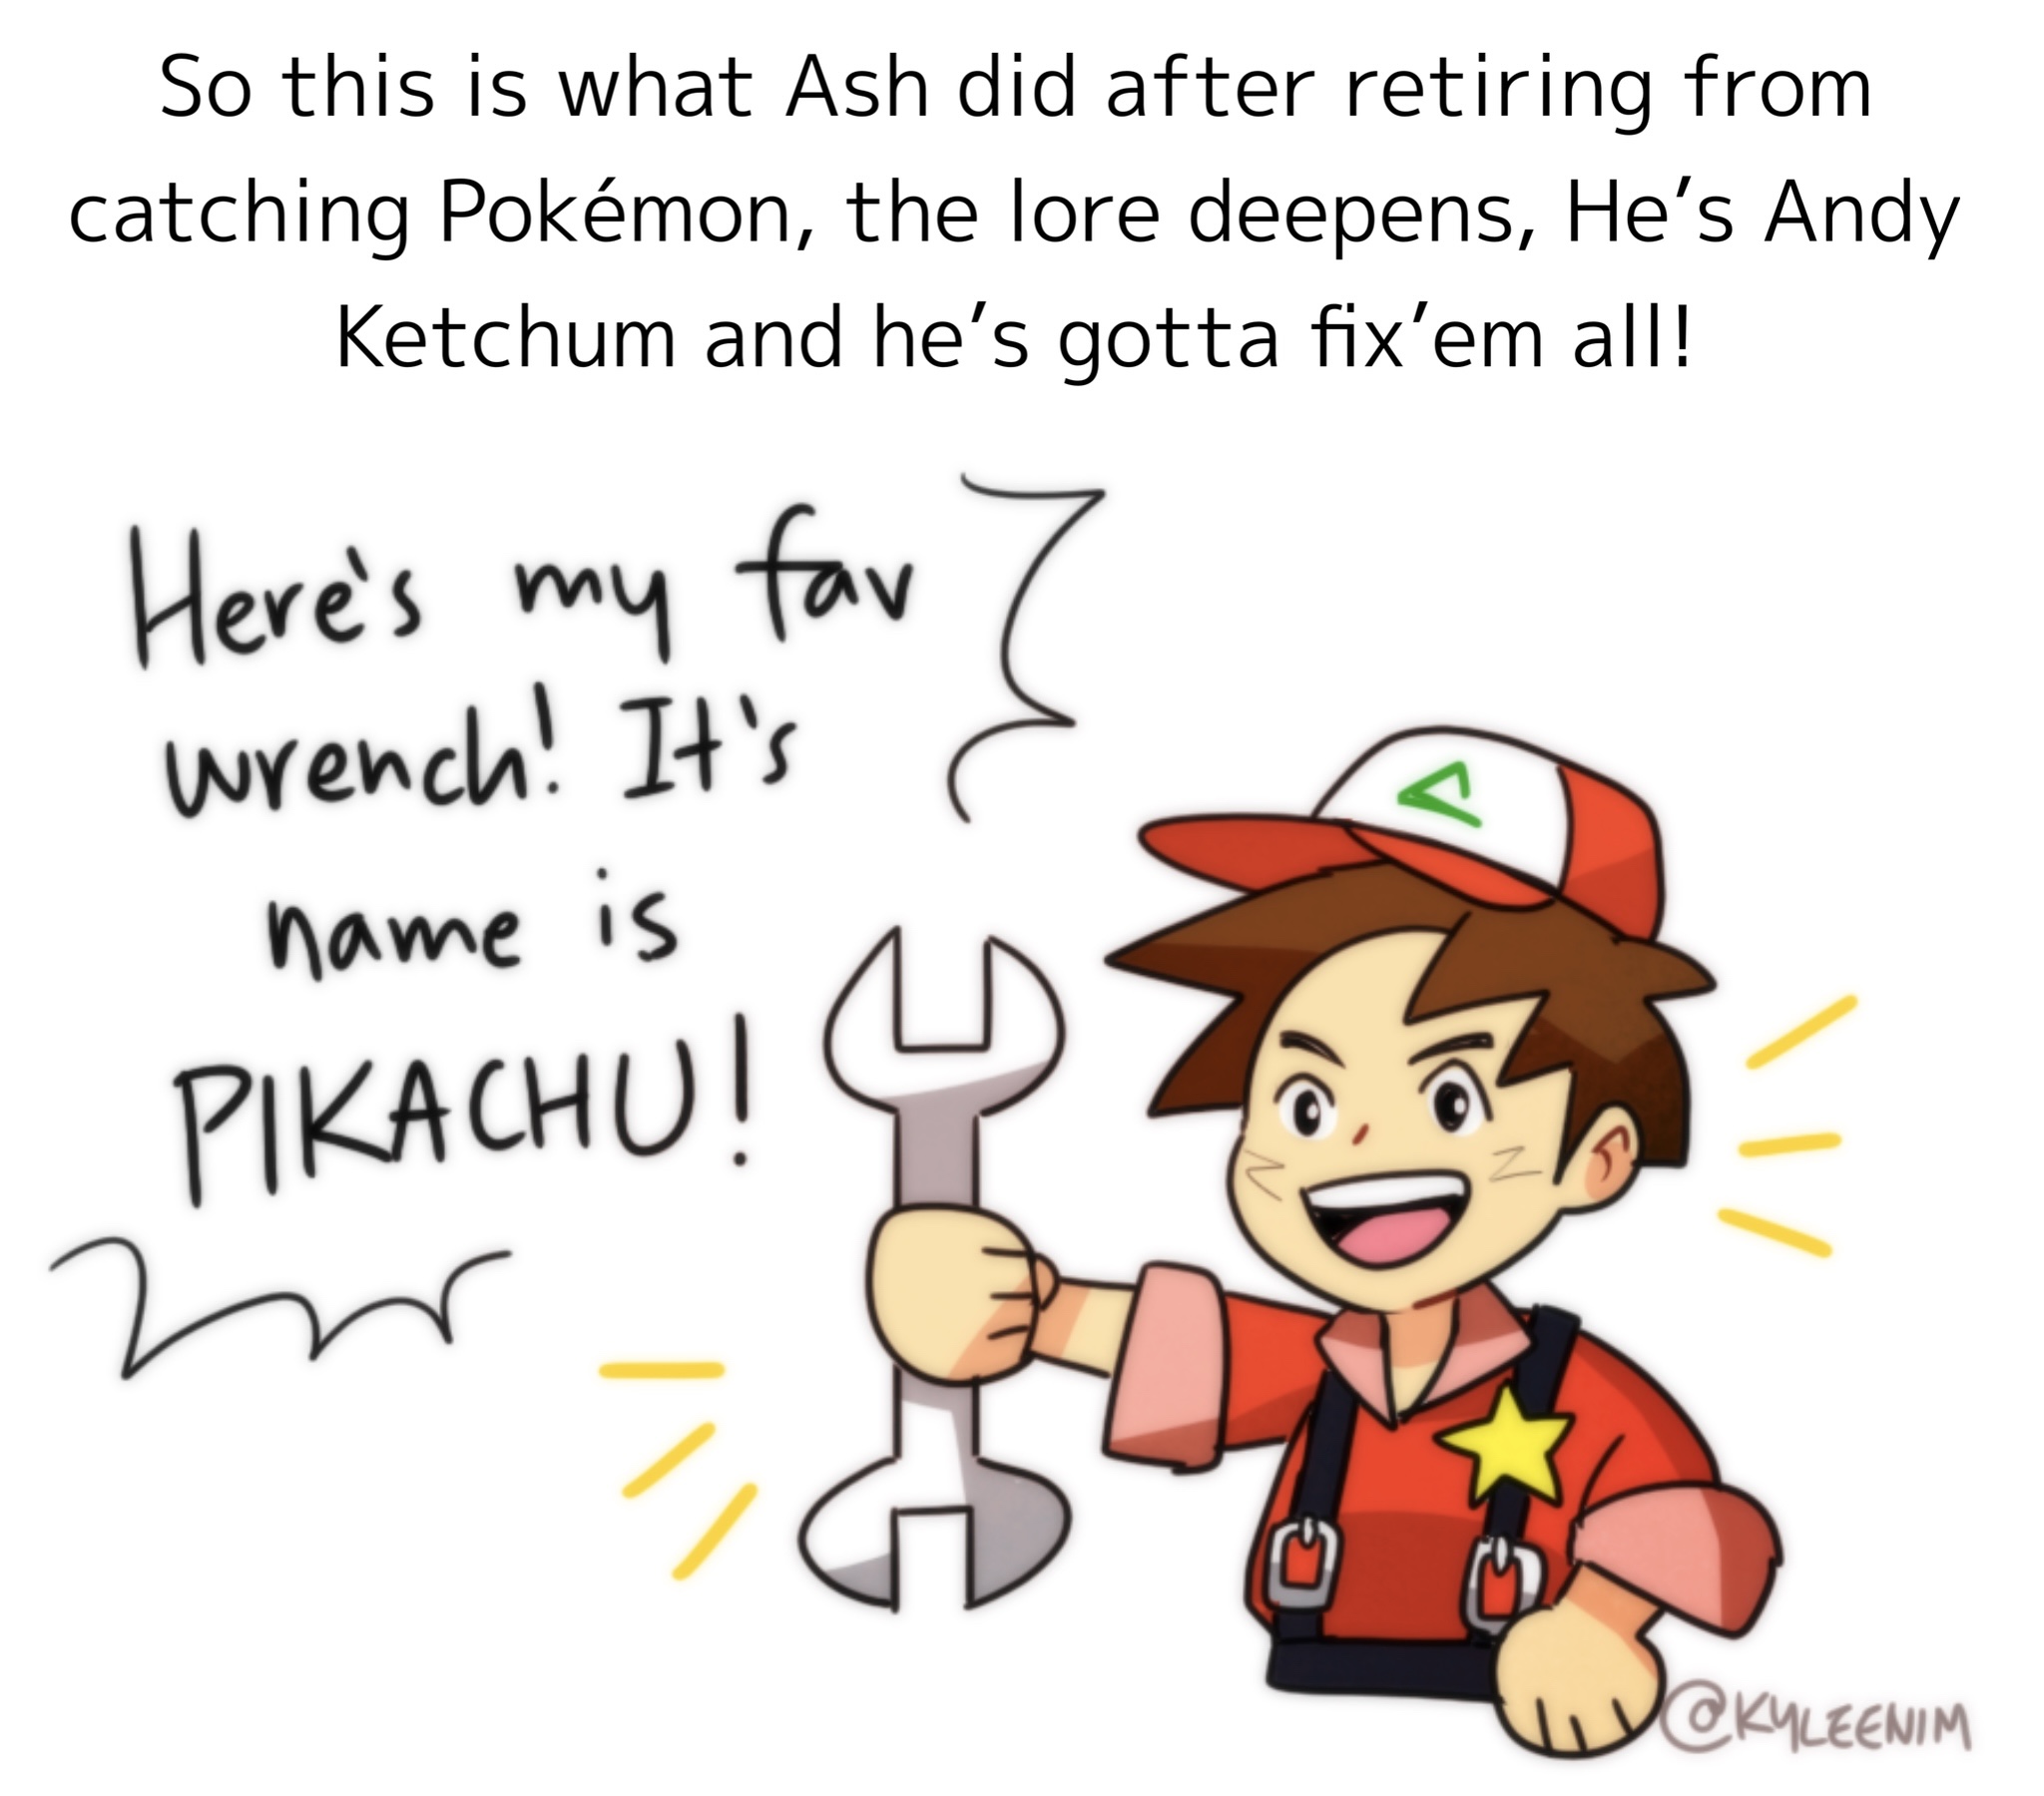 So this is what Ash did after retiring from
catching Pokémon, the lore deepens, He’s Andy
Ketchum and he’s gotta fix’em all!
Here's my fav
wrench! It's
name is
PIKACHU!
@KYLEENIM